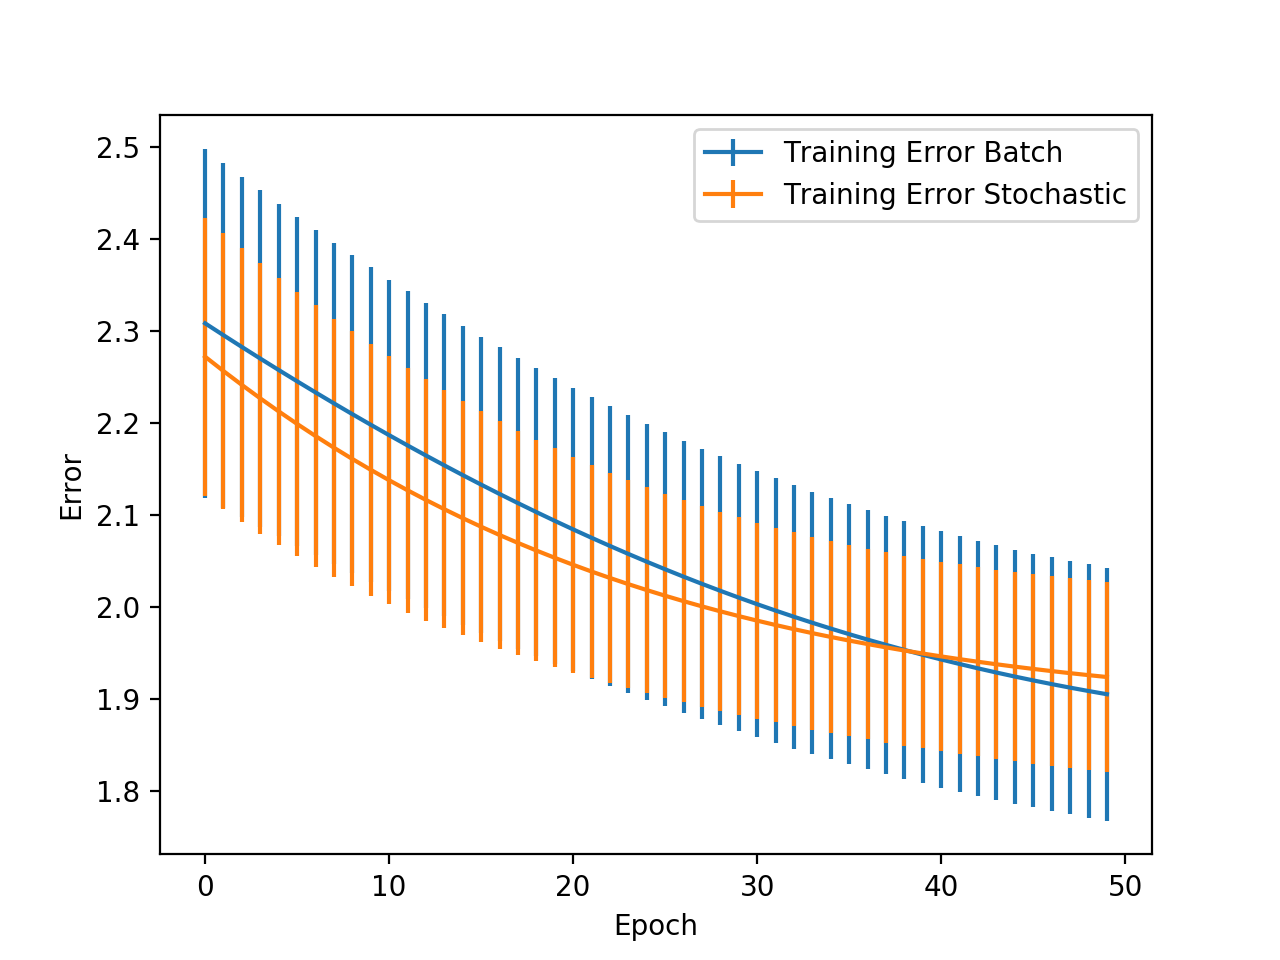 2.5
2.4
2.3
2.2
2.1
2.0
1.9
1.8
Error
Training Error Batch
Training Error Stochastic
0 10 20 30 40 50
Epoch